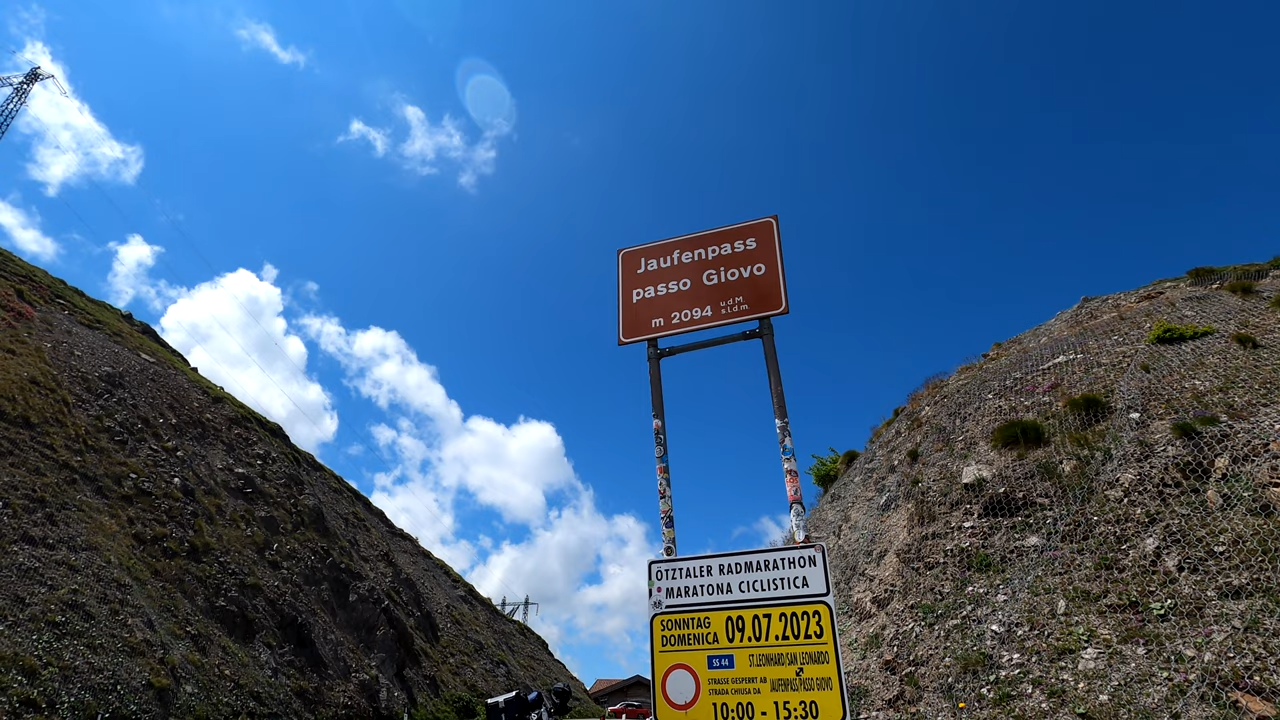 Jaufenpass
passo Giovo
m 2094 u.d.M. s.l.d.m.
ÖTZTALER RADMARATHON
MARATONA CICLISTICA
SONNTAG
DOMENICA 09.07.2023
SS 44 ST.LEONHARD/SAN LEONARDO
STRASSE GESPERRT AB
STRADA CHIUSA DA JAUFENPASS/PASSO GIOVO
10:00 - 15:30